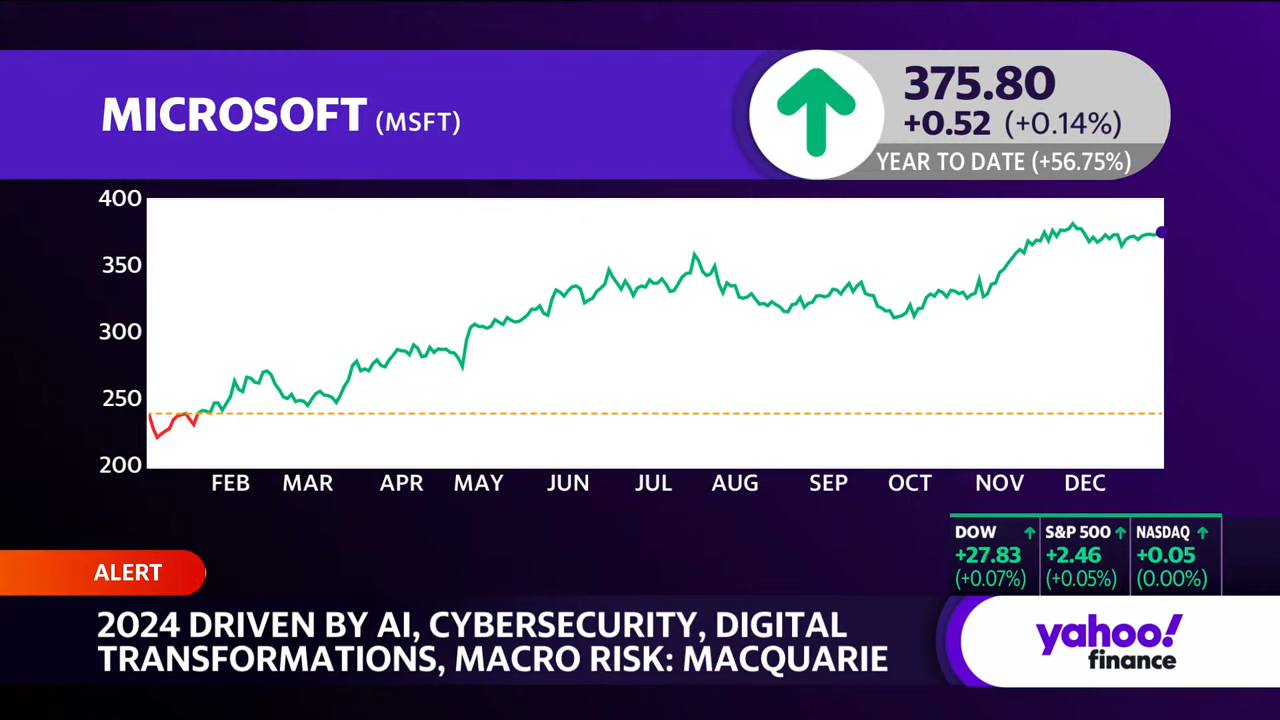 MICROSOFT (MSFT)
375.80
+0.52 (+0.14%)
YEAR TO DATE (+56.75%)
400
350
300
250
200
FEB MAR APR MAY JUN JUL AUG SEP OCT NOV DEC
DOW S&P 500 NASDAQ
+27.83 +2.46 +0.05
(+0.07%) (+0.05%) (0.00%)
ALERT
2024 DRIVEN BY AI, CYBERSECURITY, DIGITAL
TRANSFORMATIONS, MACRO RISK: MACQUARIE
yahoo!
finance